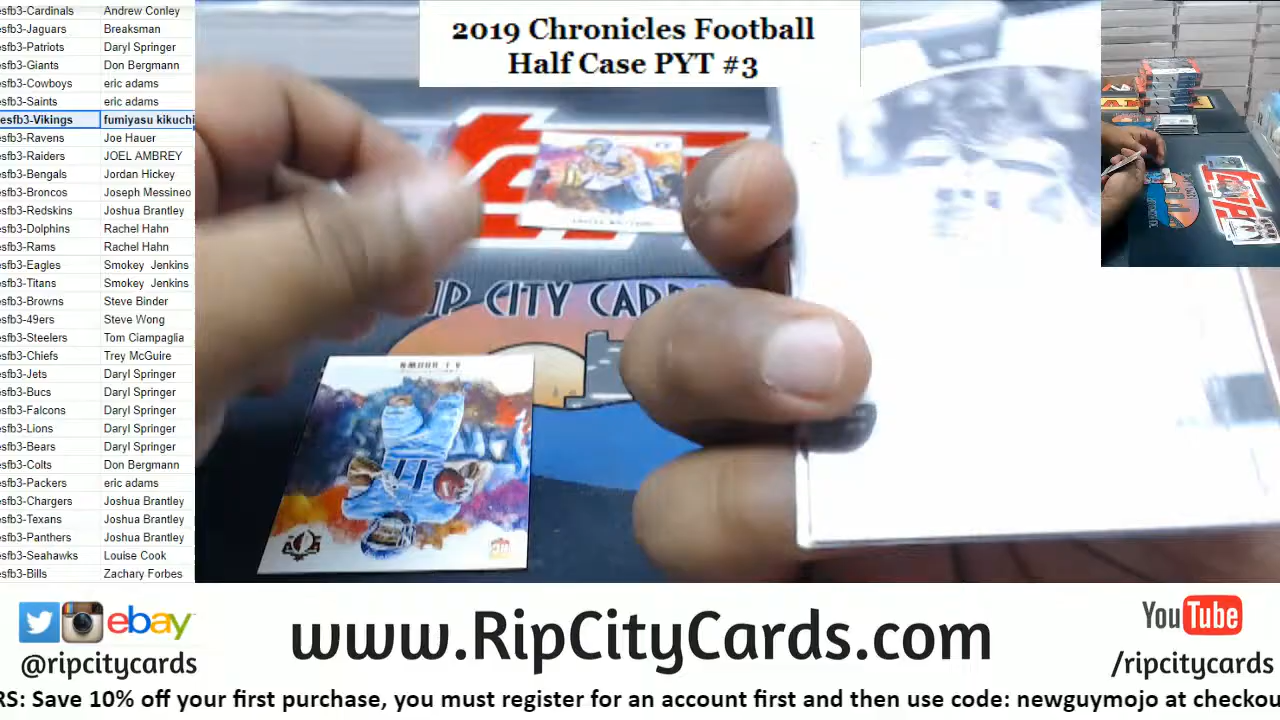 2019 Chronicles Football
Half Case PYT #3
esfb3-Cardinals Andrew Conley
esfb3-Jaguars Breaksman
esfb3-Patriots Daryl Springer
esfb3-Giants Don Bergmann
esfb3-Cowboys eric adams
esfb3-Saints eric adams
esfb3-Vikings fumiyasu kikuchi
esfb3-Ravens Joe Hauer
esfb3-Raiders JOEL AMBREY
esfb3-Bengals Jordan Hickey
esfb3-Broncos Joseph Messineo
esfb3-Redskins Joshua Brantley
esfb3-Dolphins Rachel Hahn
esfb3-Rams Rachel Hahn
esfb3-Eagles Smokey Jenkins
esfb3-Titans Smokey Jenkins
esfb3-Browns Steve Binder
esfb3-49ers Steve Wong
esfb3-Steelers Tom Ciampaglia
esfb3-Chiefs Trey McGuire
esfb3-Jets Daryl Springer
esfb3-Bucs Daryl Springer
esfb3-Falcons Daryl Springer
esfb3-Lions Daryl Springer
esfb3-Bears Daryl Springer
esfb3-Colts Don Bergmann
esfb3-Packers eric adams
esfb3-Chargers Joshua Brantley
esfb3-Texans Joshua Brantley
esfb3-Panthers Joshua Brantley
esfb3-Seahawks Louise Cook
esfb3-Bills Zachary Forbes
RIP CITY CARDS
A J BROWN
ebay
@ripcitycards
www.RipCityCards.com
YouTube
/ripcitycards
RS: Save 10% off your first purchase, you must register for an account first and then use code: newguymojo at checkou